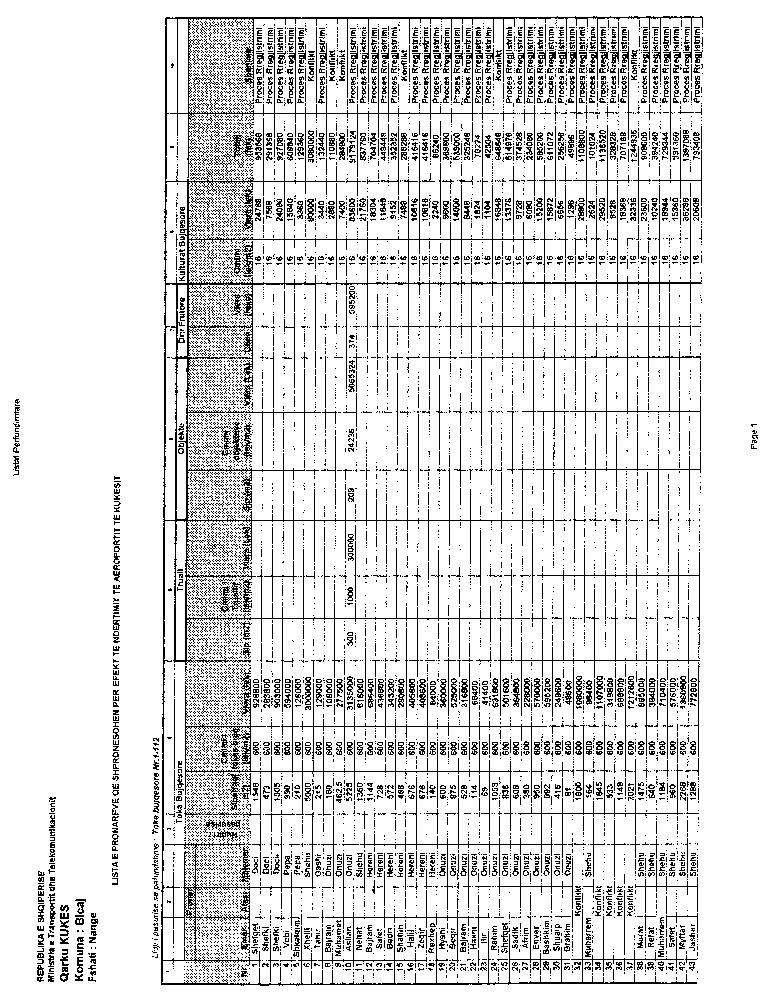 Listat Perfundimtare
REPUBLIKA E SHQIPERISE
Ministria e Transportit dhe Telekomunikacionit
Qarku KUKES
Komuna : Bicaj
Fshati : Nange
LISTA E PRONAREVE QE SHPRONESOHEN PER EFEKT TE NDERTIMIT TE AEROPORTIT TE KUKESIT
Lloji i pasurise se patundshme : Toke bujqesore Nr.1-112
1 2 3 4 5 6 7 8 9 10
Toka Bujqesore Truall Objekte Dru Frutore Kulturat Bujqesore
Pronar
Nr Emer Atesi Mbiemer Numri i pasurise Siperfaq( m2) Cmimi i tokes bujq (lek/m2) Vlera (lek) Sip (m2) Cmimi i Truallit (lek/m2) Vlera (Lek) Sip (m2) Cmimi i objekteve (lek/m2) Vlera (Lek) Cope Vlera (leke) Cmimi (lek/m2) Vlera (lek) Totali (lek) Shenime
1 Shefqet Doci 1548 600 928800 16 24768 953568 Proces Rregjistrimi
2 Shefki Doci 473 600 283800 16 7568 291368 Proces Rregjistrimi
3 Shefki Doci 1505 600 903000 16 24080 927080 Proces Rregjistrimi
4 Vebi Pepa 990 600 594000 16 15840 609840 Proces Rregjistrimi
5 Shkelqim Pepa 210 600 126000 16 3360 129360 Proces Rregjistrimi
6 Xhelil Shehu 5000 600 3000000 16 80000 3080000 Konflikt
7 Tahir Gashi 215 600 129000 16 3440 132440 Proces Rregjistrimi
8 Bajram Onuzi 180 600 108000 16 2880 110880 Konflikt
9 Muhamet Onuzi 462.5 600 277500 16 7400 284900 Konflikt
10 Asllan Onuzi 5225 600 3135000 300 1000 300000 209 24236 5065324 374 595200 16 83600 9179124 Proces Rregjistrimi
11 Nehat Shehu 1360 600 816000 16 21760 837760 Proces Rregjistrimi
12 Bajram Hereni 1144 600 686400 16 18304 704704 Proces Rregjistrimi
13 Safet Hereni 728 600 436800 16 11648 448448 Proces Rregjistrimi
14 Bedri Hereni 572 600 343200 16 9152 352352 Proces Rregjistrimi
15 Shahin Hereni 468 600 280800 16 7488 288288 Konflikt
16 Halil Hereni 676 600 405600 16 10816 416416 Proces Rregjistrimi
17 Zeqir Hereni 676 600 405600 16 10816 416416 Proces Rregjistrimi
18 Rexhep Hereni 140 600 84000 16 2240 86240 Proces Rregjistrimi
19 Hysni Onuzi 600 600 360000 16 9600 369600 Proces Rregjistrimi
20 Beqir Onuzi 875 600 525000 16 14000 539000 Proces Rregjistrimi
21 Bajram Onuzi 528 600 316800 16 8448 325248 Proces Rregjistrimi
22 Haxhi Onuzi 114 600 68400 16 1824 70224 Proces Rregjistrimi
23 Ilir Onuzi 69 600 41400 16 1104 42504 Proces Rregjistrimi
24 Rahim Onuzi 1053 600 631800 16 16848 648648 Konflikt
25 Shefqet Onuzi 836 600 501600 16 13376 514976 Proces Rregjistrimi
26 Sadik Onuzi 608 600 364800 16 9728 374528 Proces Rregjistrimi
27 Afrim Onuzi 380 600 228000 16 6080 234080 Proces Rregjistrimi
28 Enver Onuzi 950 600 570000 16 15200 585200 Proces Rregjistrimi
29 Bashkim Onuzi 992 600 595200 16 15872 611072 Proces Rregjistrimi
30 Shuaip Onuzi 416 600 249600 16 6656 256256 Proces Rregjistrimi
31 Brahim Onuzi 81 600 48600 16 1296 49896 Proces Rregjistrimi
32 Konflikt 1800 600 1080000 16 28800 1108800 Proces Rregjistrimi
33 Muharrem Shehu 164 600 98400 16 2624 101024 Proces Rregjistrimi
34 Konflikt 1845 600 1107000 16 29520 1136520 Proces Rregjistrimi
35 Konflikt 533 600 319800 16 8528 328328 Proces Rregjistrimi
36 Konflikt 1148 600 688800 16 18368 707168 Proces Rregjistrimi
37 Konflikt 2021 600 1212600 16 32336 1244936 Konflikt
38 Murat Shehu 1475 600 885000 16 23600 908600 Proces Rregjistrimi
39 Refat Shehu 640 600 384000 16 10240 394240 Proces Rregjistrimi
40 Muharrem Shehu 1184 600 710400 16 18944 729344 Proces Rregjistrimi
41 Safet Shehu 960 600 576000 16 15360 591360 Proces Rregjistrimi
42 Myftar Shehu 2268 600 1360800 16 36288 1397088 Proces Rregjistrimi
43 Jashar Shehu 1288 600 772800 16 20608 793408 Proces Rregjistrimi
Page 1